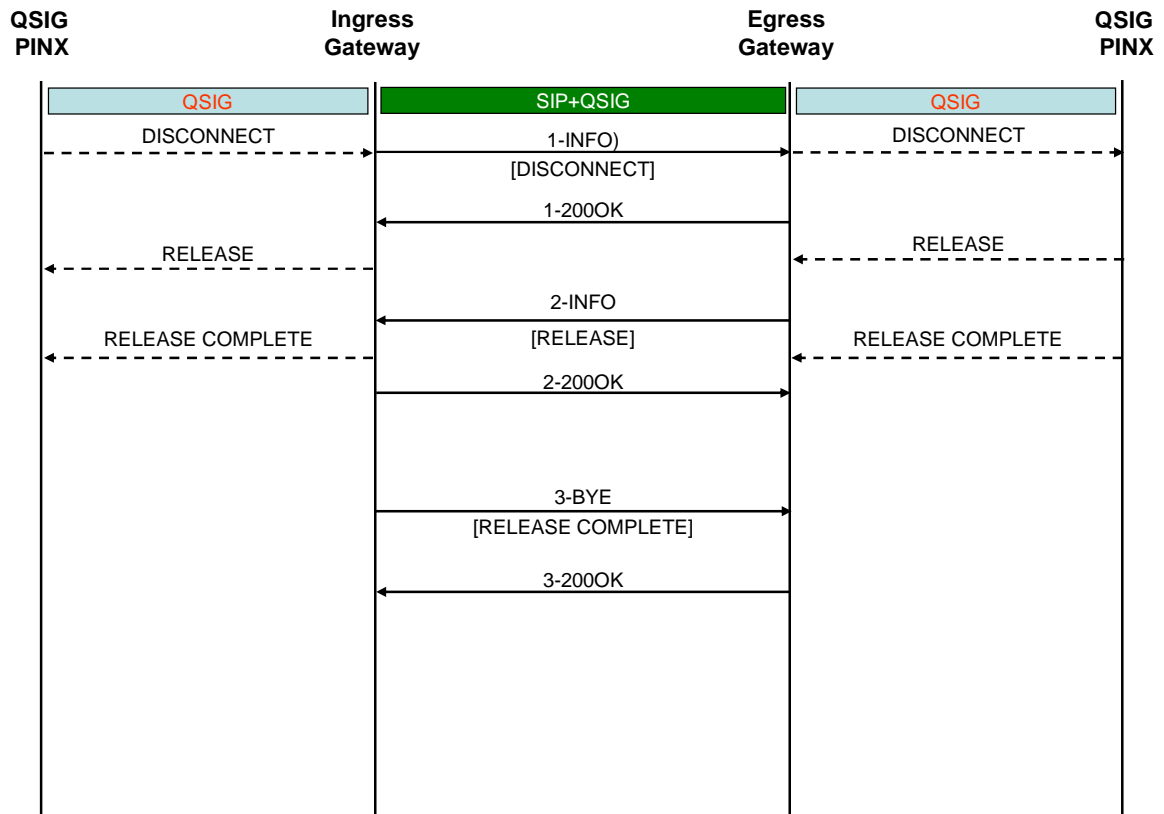 QSIG
PINX
Ingress
Gateway
Egress
Gateway
QSIG
PINX
QSIG
SIP+QSIG
QSIG
DISCONNECT
1-INFO)
DISCONNECT
[DISCONNECT]
1-200OK
RELEASE
RELEASE
2-INFO
RELEASE COMPLETE
[RELEASE]
RELEASE COMPLETE
2-200OK
3-BYE
[RELEASE COMPLETE]
3-200OK